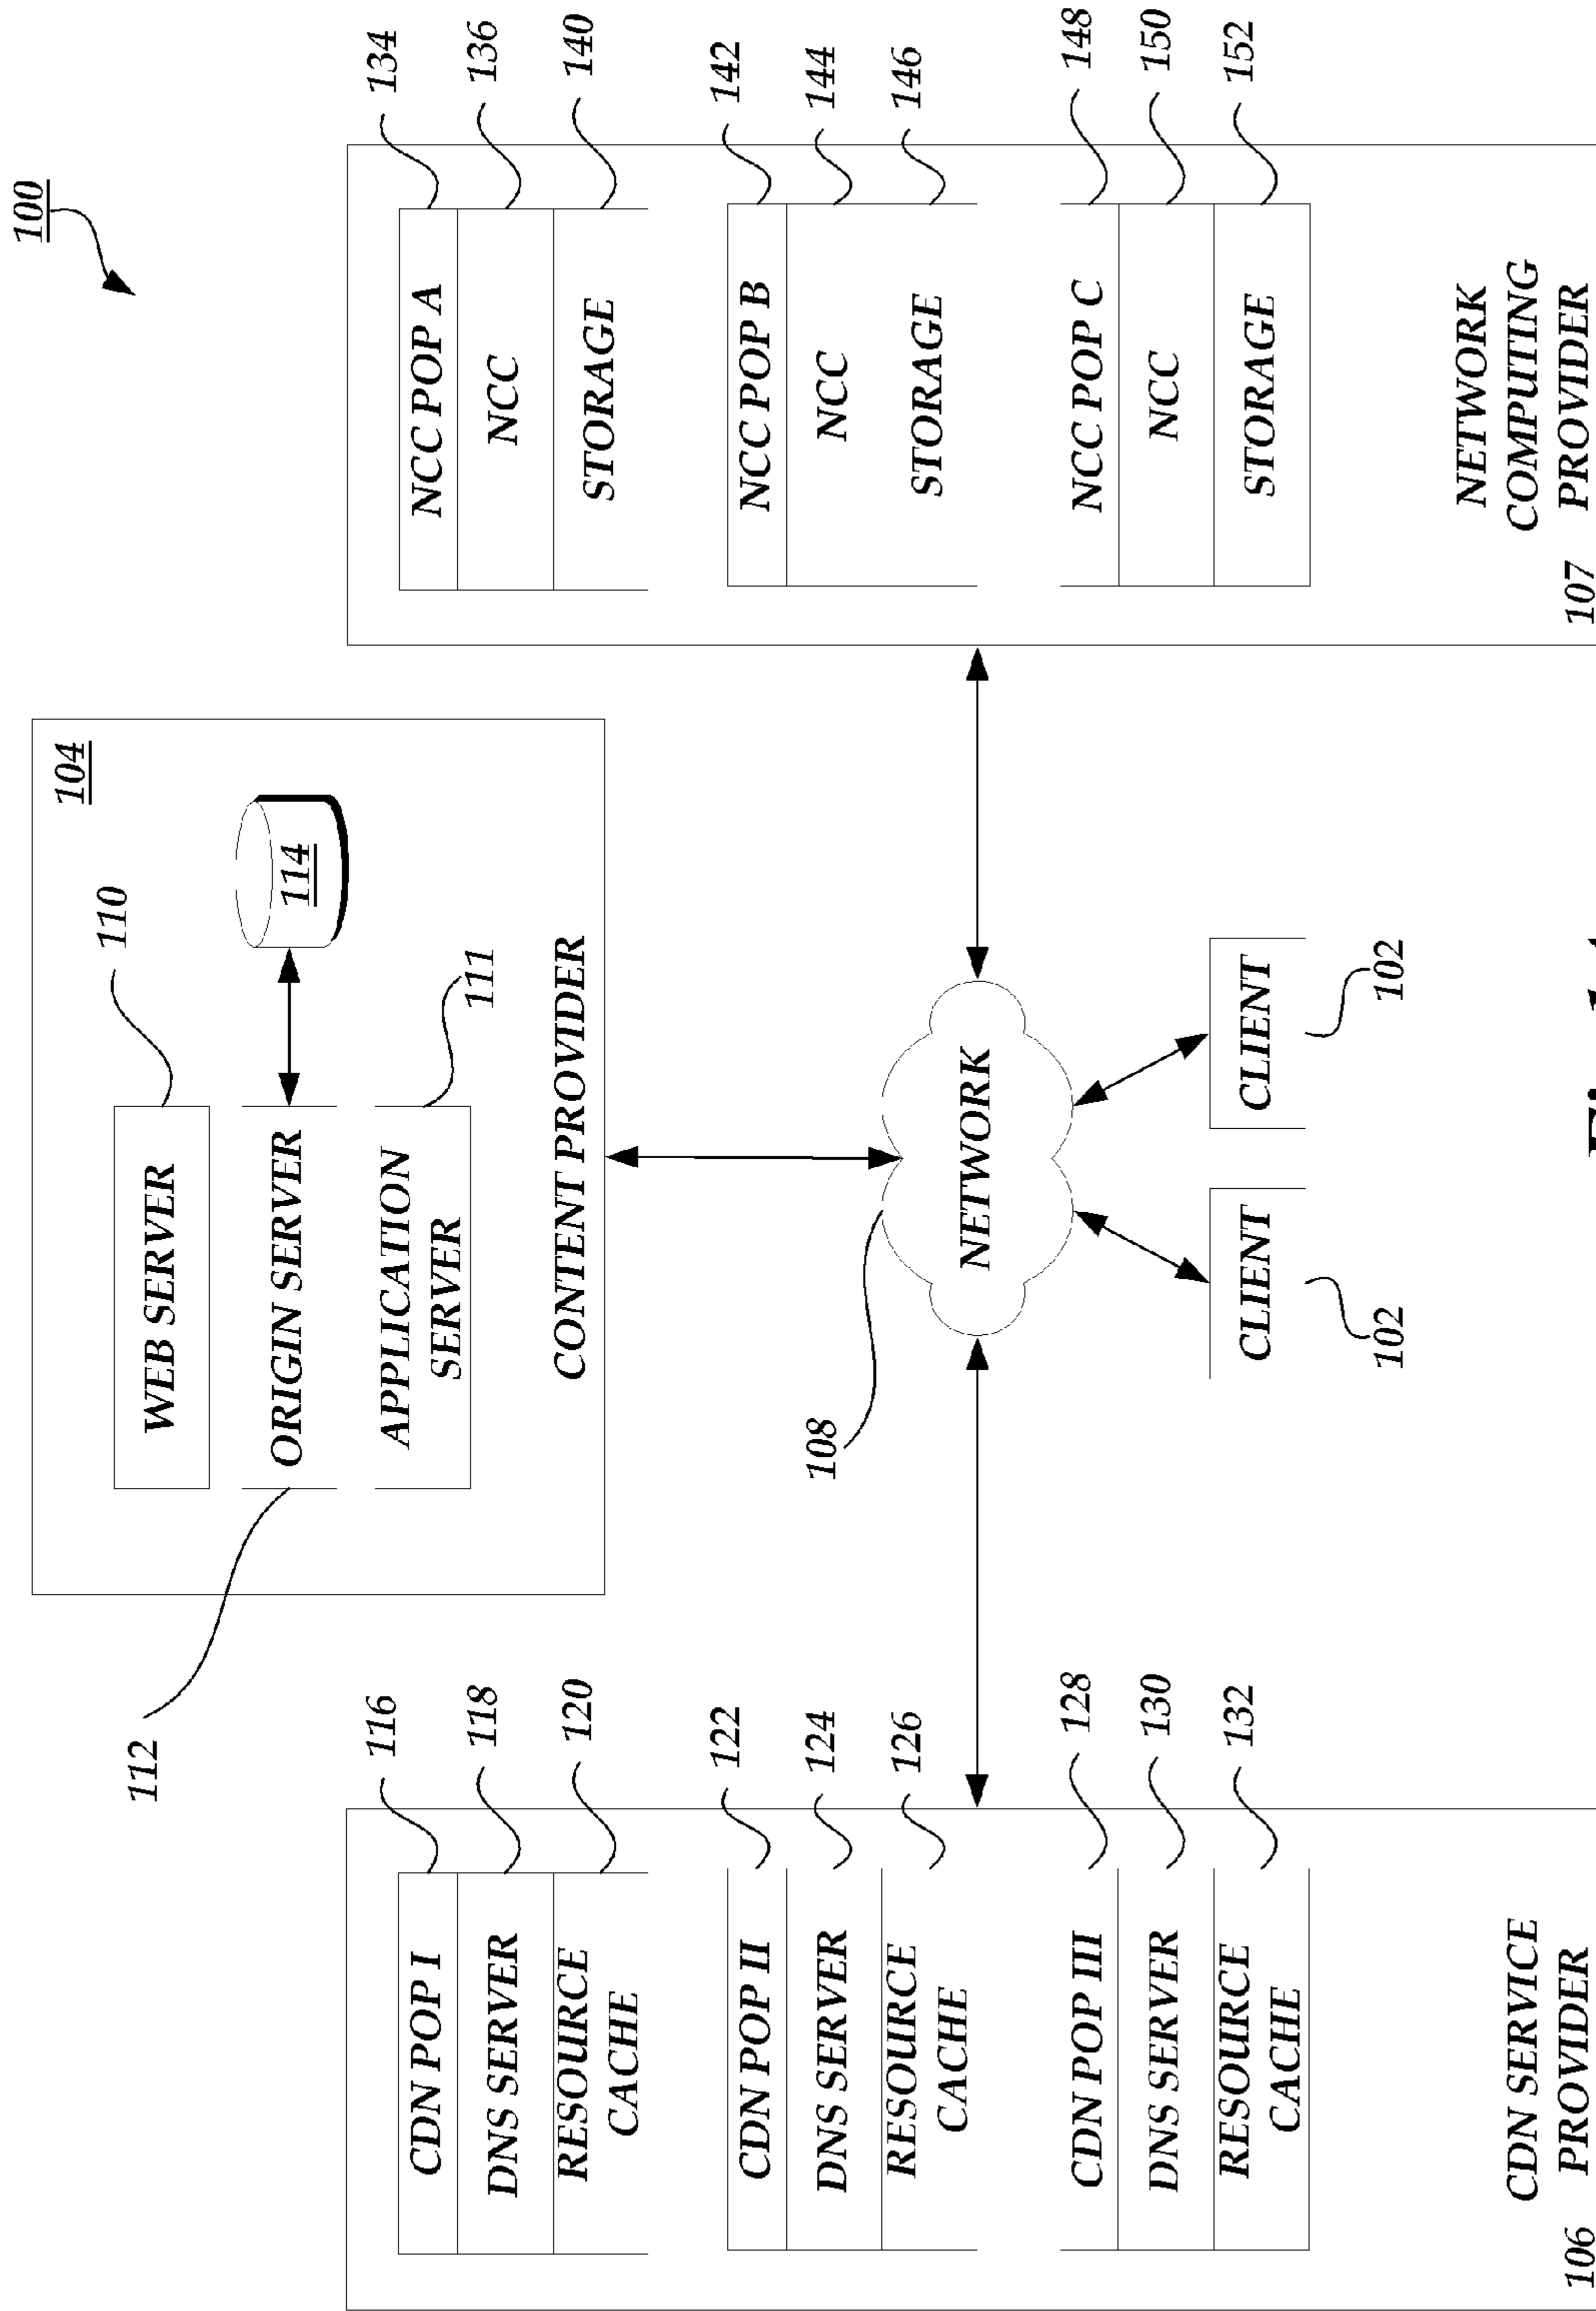 100
104
WEB SERVER
110
ORIGIN SERVER
114
112
APPLICATION
SERVER
111
CONTENT PROVIDER
CDN POP I
116
DNS SERVER
118
RESOURCE
CACHE
120
CDN POP II
122
DNS SERVER
124
RESOURCE
CACHE
126
CDN POP III
128
DNS SERVER
130
RESOURCE
CACHE
132
CDN SERVICE
PROVIDER
106
NETWORK
108
CLIENT
102
CLIENT
102
NCC POP A
134
NCC
136
STORAGE
140
NCC POP B
142
NCC
144
STORAGE
146
NCC POP C
148
NCC
150
STORAGE
152
NETWORK
COMPUTING
PROVIDER
107